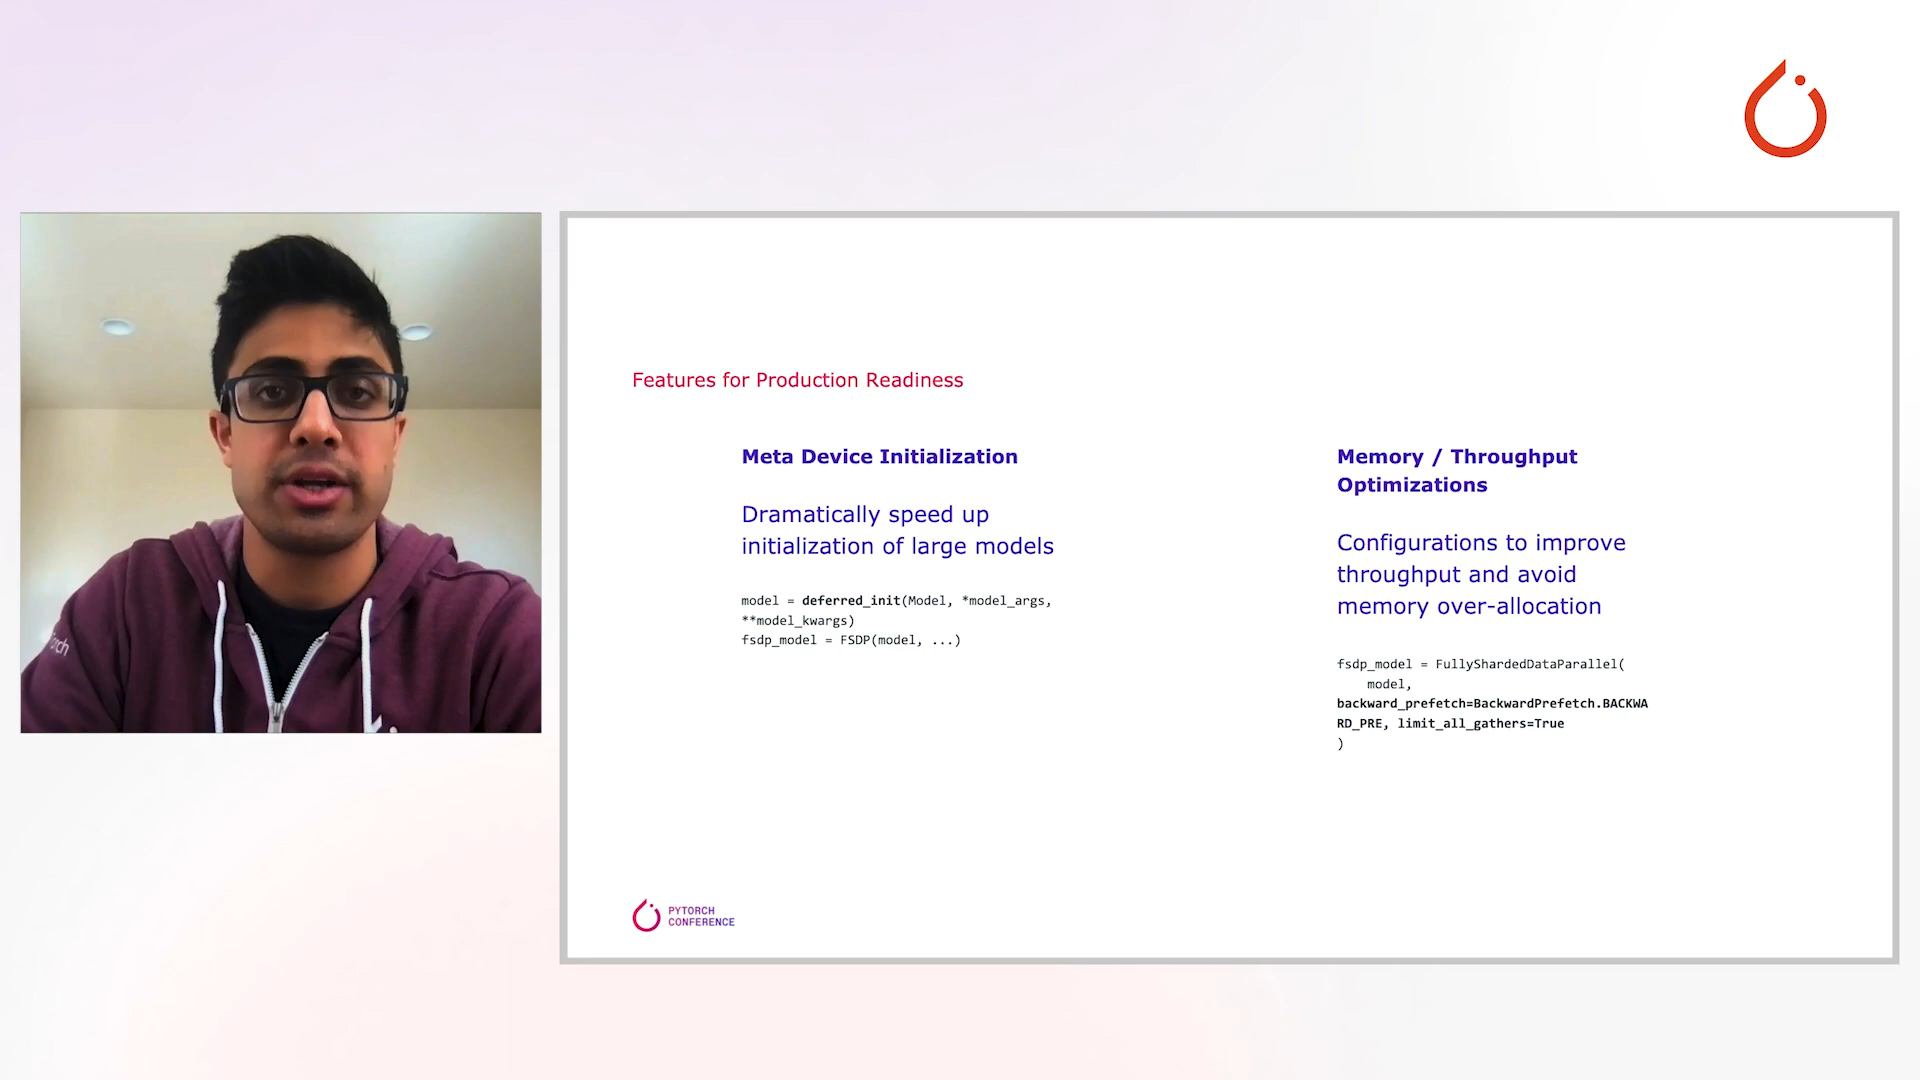 Features for Production Readiness
Meta Device Initialization
Dramatically speed up
initialization of large models
model = deferred_init(Model, *model_args,
**model_kwargs)
fsdp_model = FSDP(model, ...)
Memory / Throughput
Optimizations
Configurations to improve
throughput and avoid
memory over-allocation
fsdp_model = FullyShardedDataParallel(
model,
backward_prefetch=BackwardPrefetch.BACKWA
RD_PRE, limit_all_gathers=True
)
PYTORCH
CONFERENCE